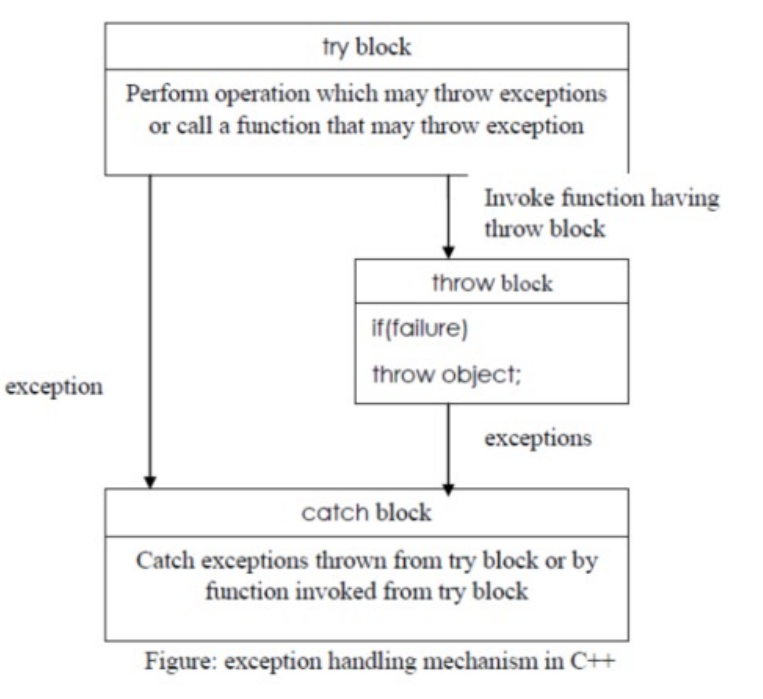 try block
Perform operation which may throw exceptions
or call a function that may throw exception
Invoke function having
throw block
throw block
if(failure)
throw object;
exception
exceptions
catch block
Catch exceptions thrown from try block or by
function invoked from try block
Figure: exception handling mechanism in C++